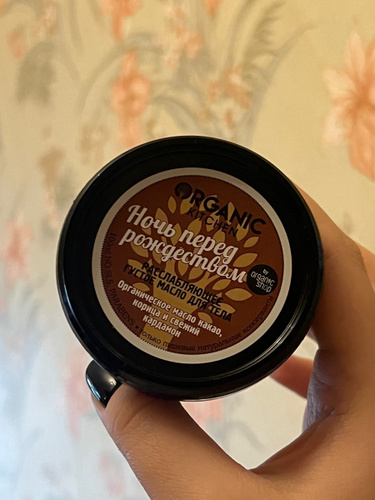 ORGANIC
KITCHEN
Ночь перед
рождеством
by
organic
shop
РАССЛАБЛЯЮЩЕЕ
ГУСТОЕ МАСЛО ДЛЯ ТЕЛА
Органическое масло какао,
корица и свежий
кардамон